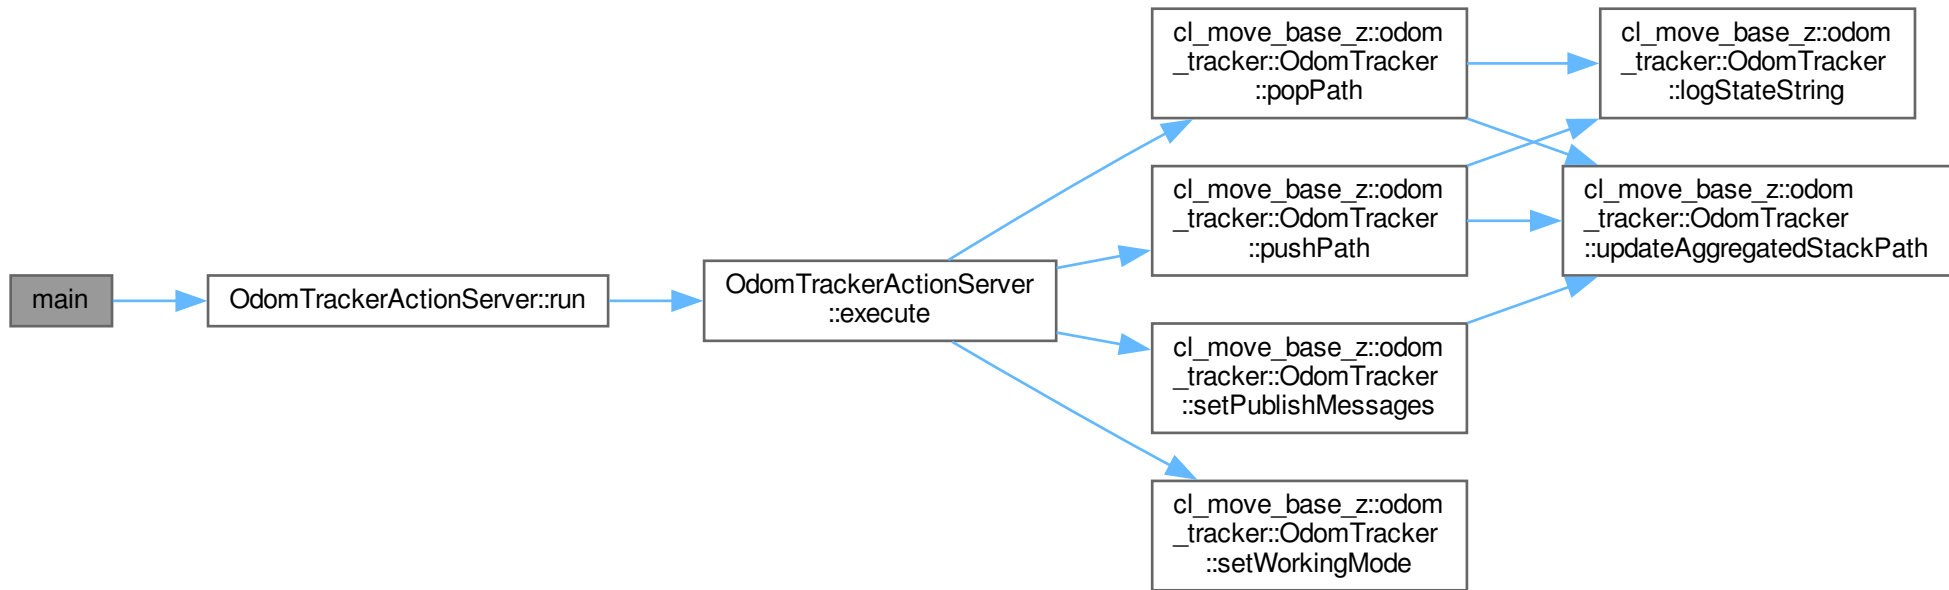 main
OdomTrackerActionServer::run
OdomTrackerActionServer
::execute
cl_move_base_z::odom
_tracker::OdomTracker
::popPath
cl_move_base_z::odom
_tracker::OdomTracker
::pushPath
cl_move_base_z::odom
_tracker::OdomTracker
::setPublishMessages
cl_move_base_z::odom
_tracker::OdomTracker
::setWorkingMode
cl_move_base_z::odom
_tracker::OdomTracker
::logStateString
cl_move_base_z::odom
_tracker::OdomTracker
::updateAggregatedStackPath